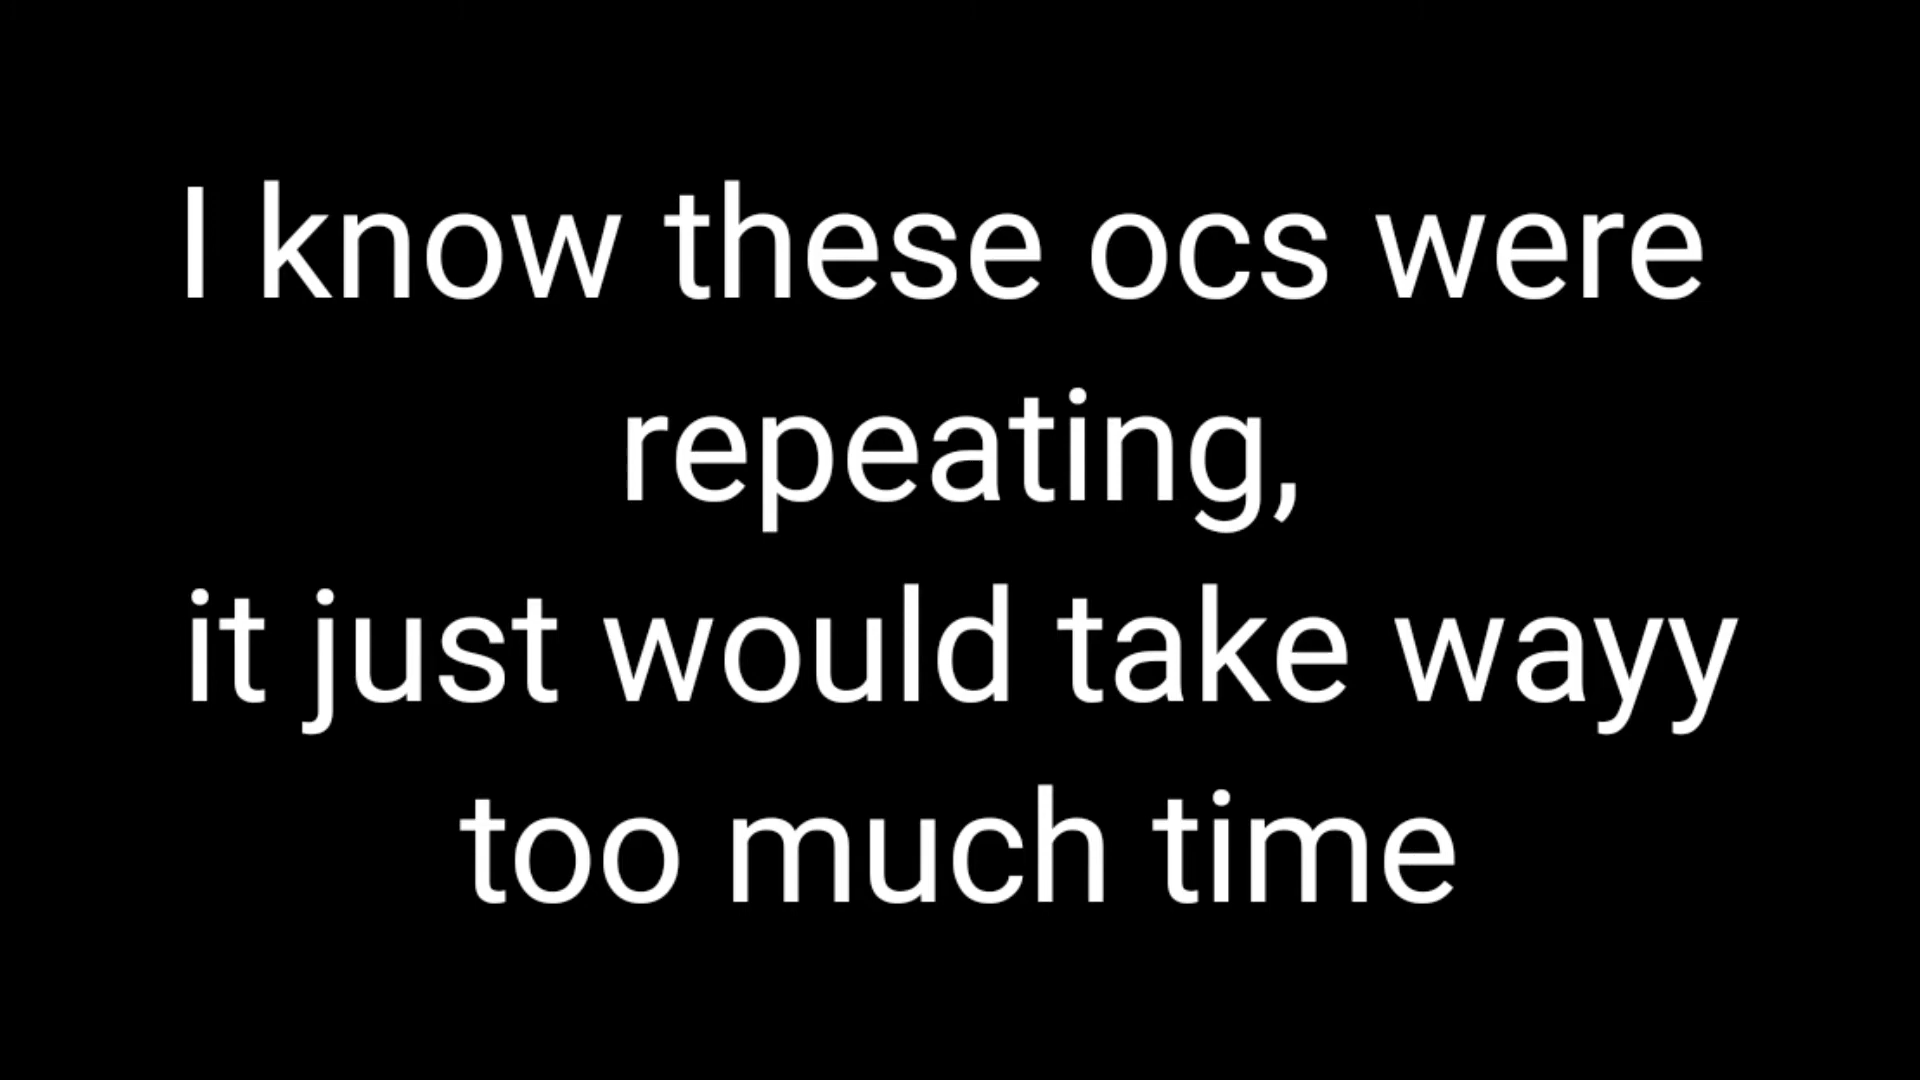 I know these ocs were
repeating,
it just would take wayy
too much time